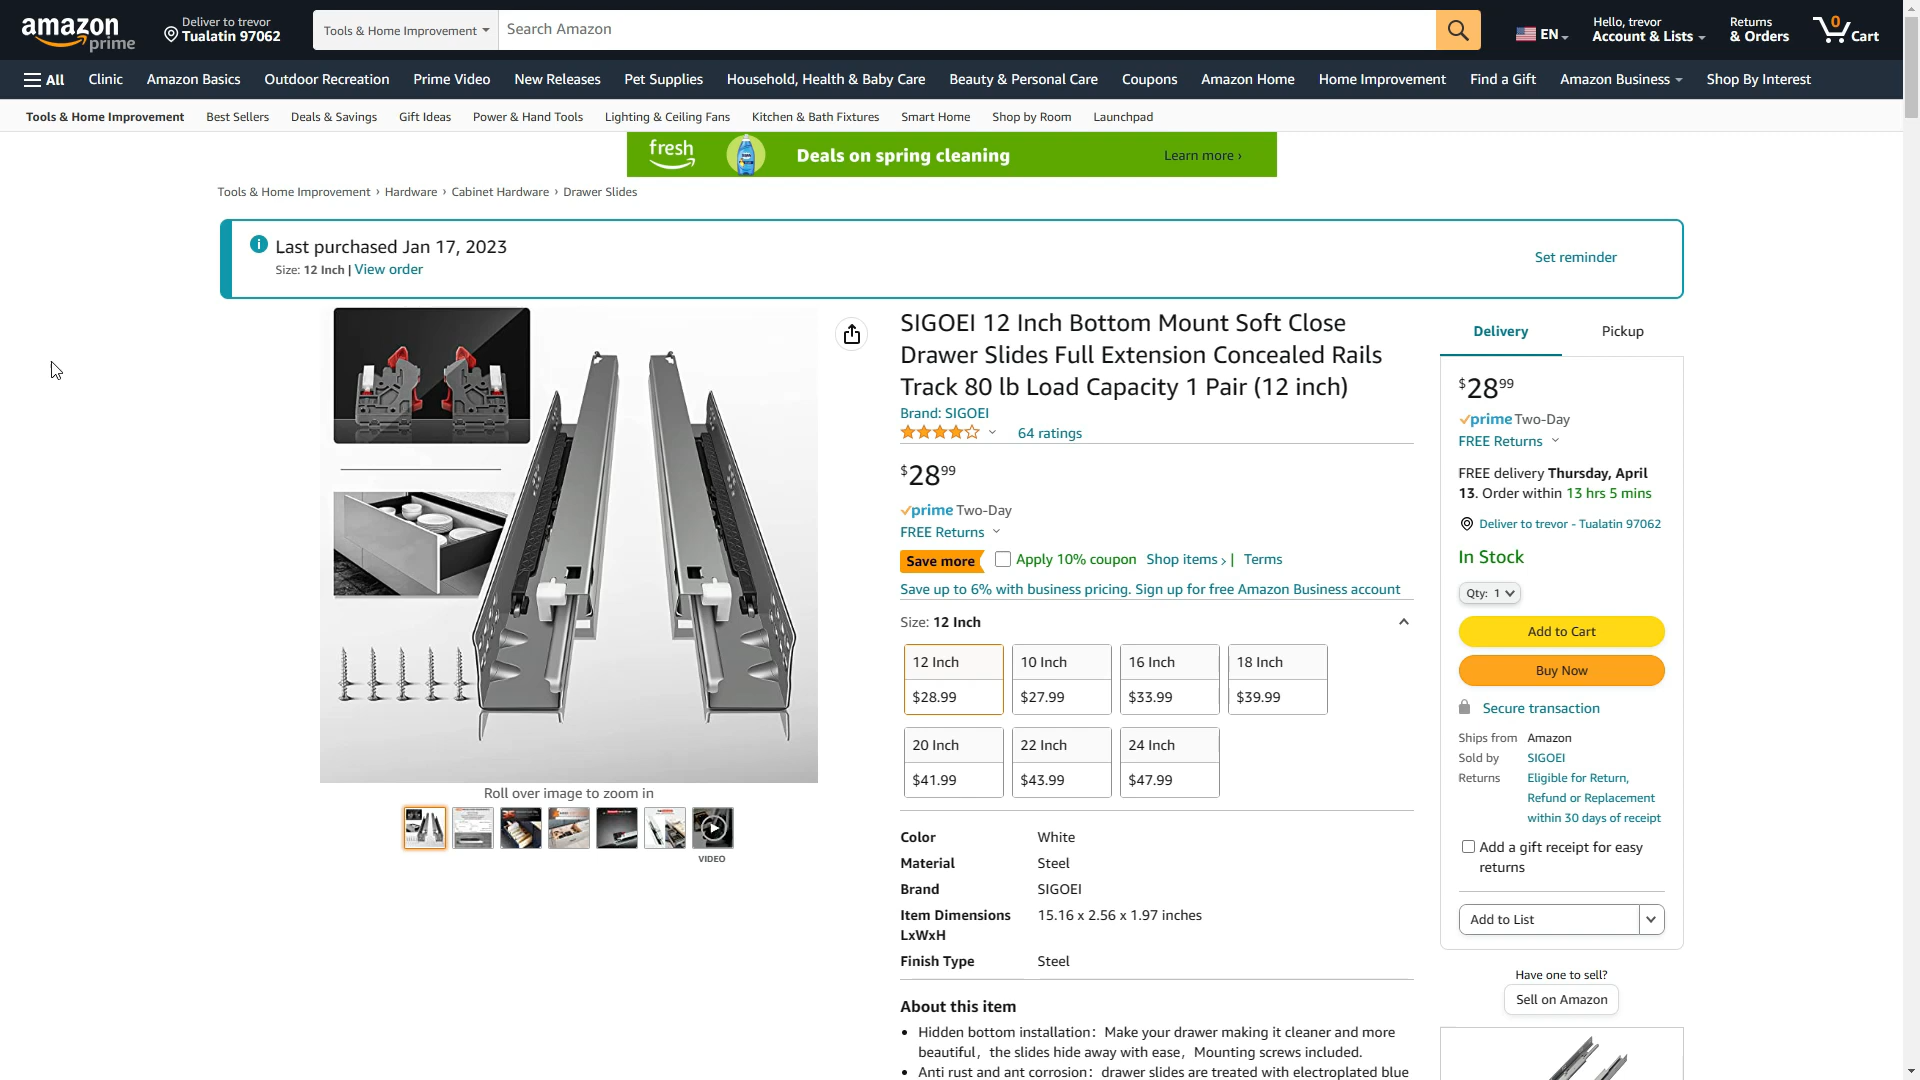 amazon prime
Deliver to trevor
Tualatin 97062
Tools & Home Improvement
Search Amazon
EN
Hello, trevor
Account & Lists
Returns
& Orders
0
Cart
All
Clinic
Amazon Basics
Outdoor Recreation
Prime Video
New Releases
Pet Supplies
Household, Health & Baby Care
Beauty & Personal Care
Coupons
Amazon Home
Home Improvement
Find a Gift
Amazon Business
Shop By Interest
Tools & Home Improvement
Best Sellers
Deals & Savings
Gift Ideas
Power & Hand Tools
Lighting & Ceiling Fans
Kitchen & Bath Fixtures
Smart Home
Shop by Room
Launchpad
fresh
Deals on spring cleaning
Learn more ›
Tools & Home Improvement › Hardware › Cabinet Hardware › Drawer Slides
Last purchased Jan 17, 2023
Size: 12 Inch | View order
Set reminder
Roll over image to zoom in
VIDEO
SIGOEI 12 Inch Bottom Mount Soft Close
Drawer Slides Full Extension Concealed Rails
Track 80 lb Load Capacity 1 Pair (12 inch)
Brand: SIGOEI
64 ratings
$28.99
prime Two-Day
FREE Returns
Save more Apply 10% coupon Shop items › | Terms
Save up to 6% with business pricing. Sign up for free Amazon Business account
Size: 12 Inch
12 Inch
$28.99
10 Inch
$27.99
16 Inch
$33.99
18 Inch
$39.99
20 Inch
$41.99
22 Inch
$43.99
24 Inch
$47.99
Color White
Material Steel
Brand SIGOEI
Item Dimensions 15.16 x 2.56 x 1.97 inches
LxWxH
Finish Type Steel
About this item
• Hidden bottom installation：Make your drawer making it cleaner and more
beautiful，the slides hide away with ease，Mounting screws included.
• Anti rust and ant corrosion：drawer slides are treated with electroplated blue
Delivery
Pickup
$28.99
prime Two-Day
FREE Returns
FREE delivery Thursday, April
13. Order within 13 hrs 5 mins
Deliver to trevor - Tualatin 97062
In Stock
Qty: 1
Add to Cart
Buy Now
Secure transaction
Ships from Amazon
Sold by SIGOEI
Returns Eligible for Return,
Refund or Replacement
within 30 days of receipt
Add a gift receipt for easy
returns
Add to List
Have one to sell?
Sell on Amazon